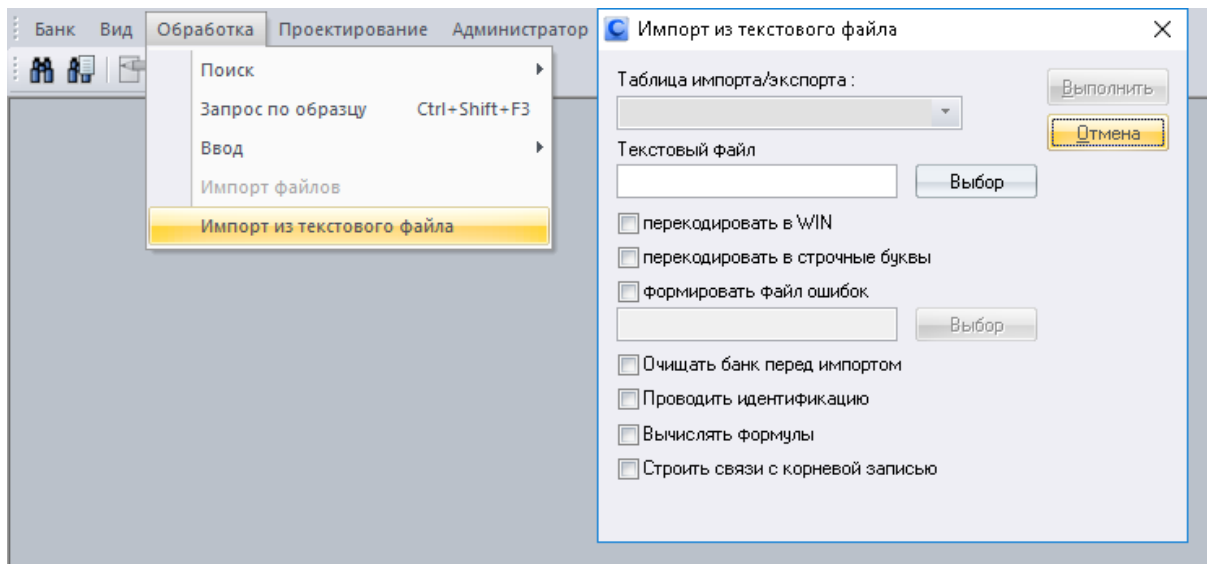 Банк Вид Обработка Проектирование Администратор
Поиск
Запрос по образцу Ctrl+Shift+F3
Ввод
Импорт файлов
Импорт из текстового файла
Импорт из текстового файла
Таблица импорта/экспорта :
Выполнить
Отмена
Текстовый файл
Выбор
перекодировать в WIN
перекодировать в строчные буквы
формировать файл ошибок
Выбор
Очищать банк перед импортом
Проводить идентификацию
Вычислять формулы
Строить связи с корневой записью